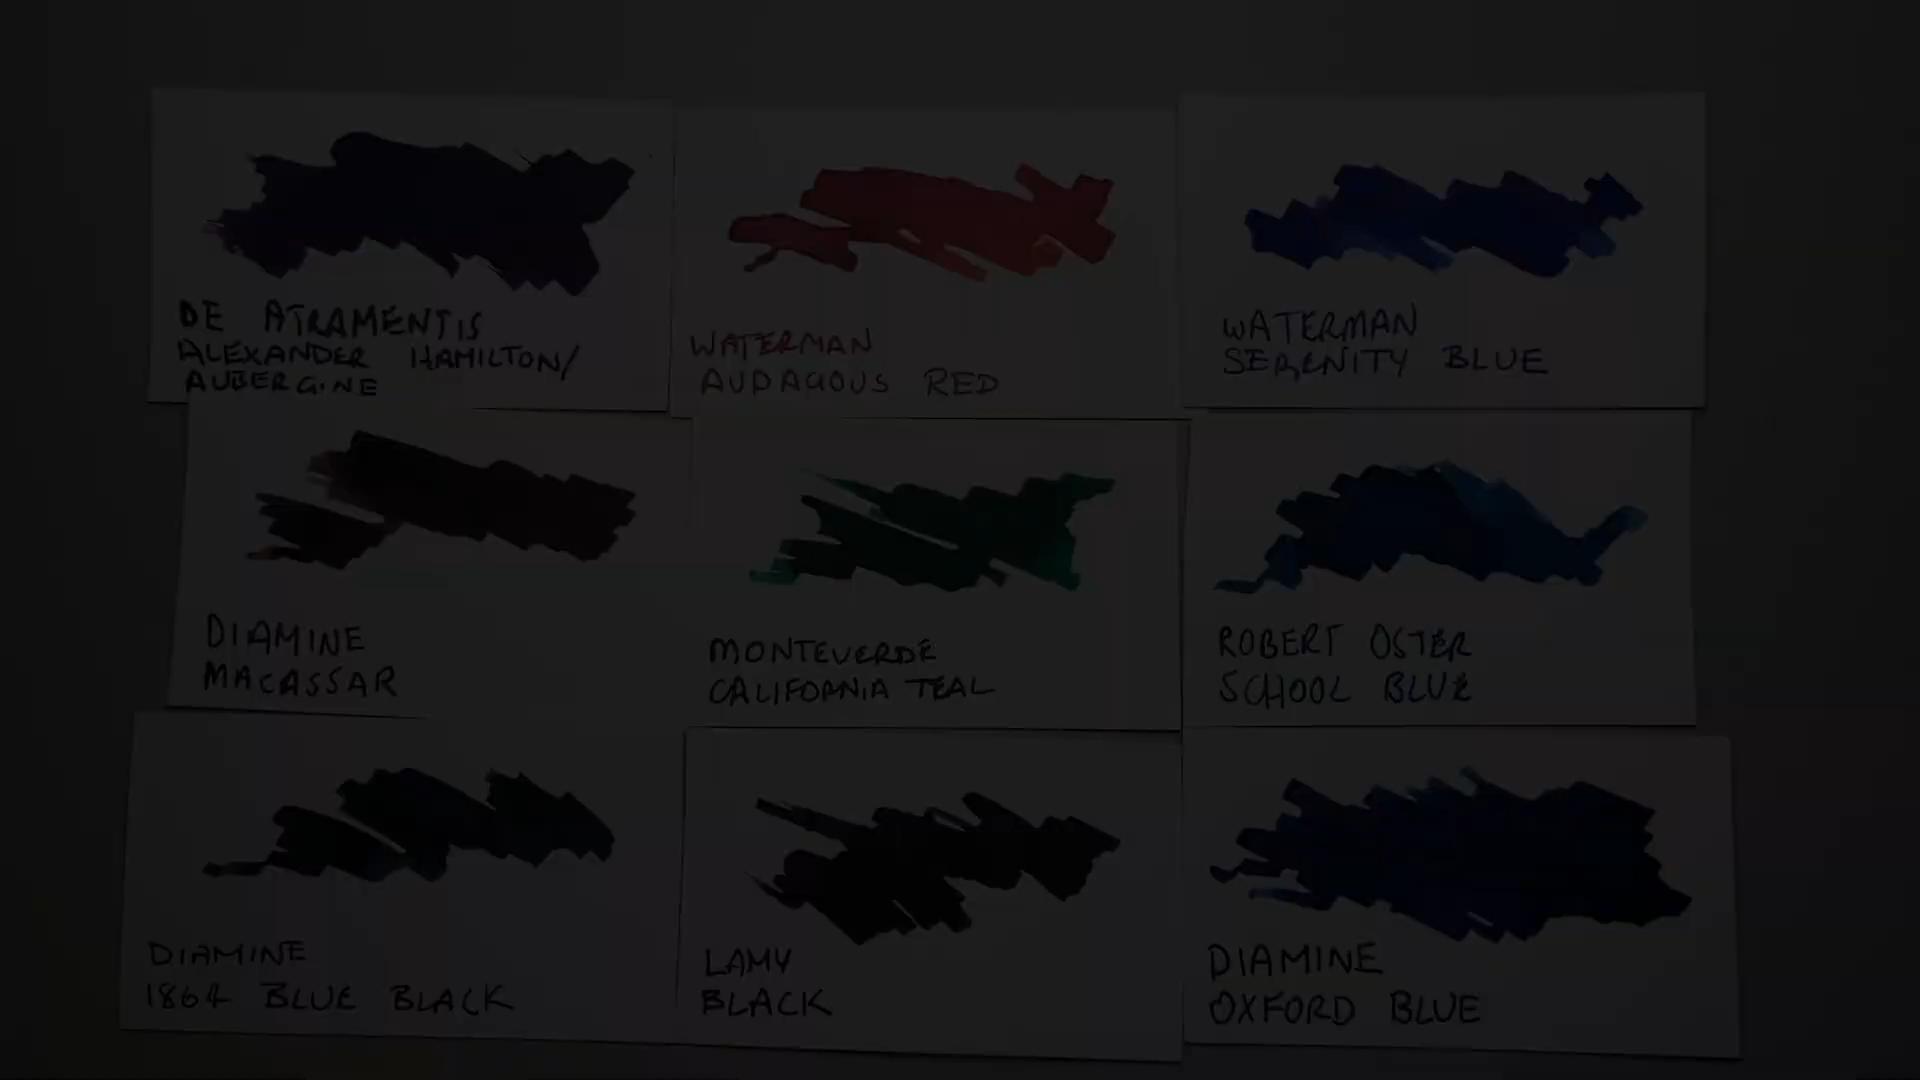 DE ATRAMENTIS
ALEXANDER HAMILTON/
AUBERGINE
WATERMAN
AUDACIOUS RED
WATERMAN
SERENITY BLUE
DIAMINE
MACASSAR
MONTEVERDE
CALIFORNIA TEAL
ROBERT OSTER
SCHOOL BLUE
DIAMINE
1864 BLUE BLACK
LAMY
BLACK
DIAMINE
OXFORD BLUE